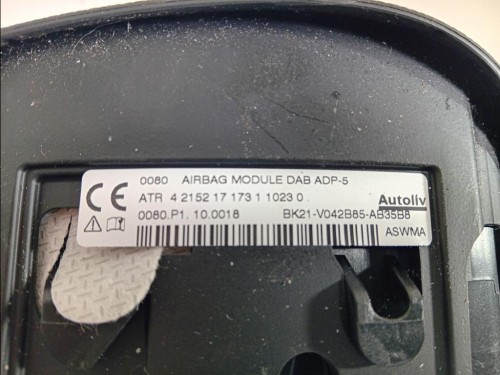 0080 AIRBAG MODULE DAB ADP-5
CE ATR 4 2152 17 173 1 1023 0 Autoliv
0080.P1. 10.0018 BK21-V042B85-AB35B8
ASWMA